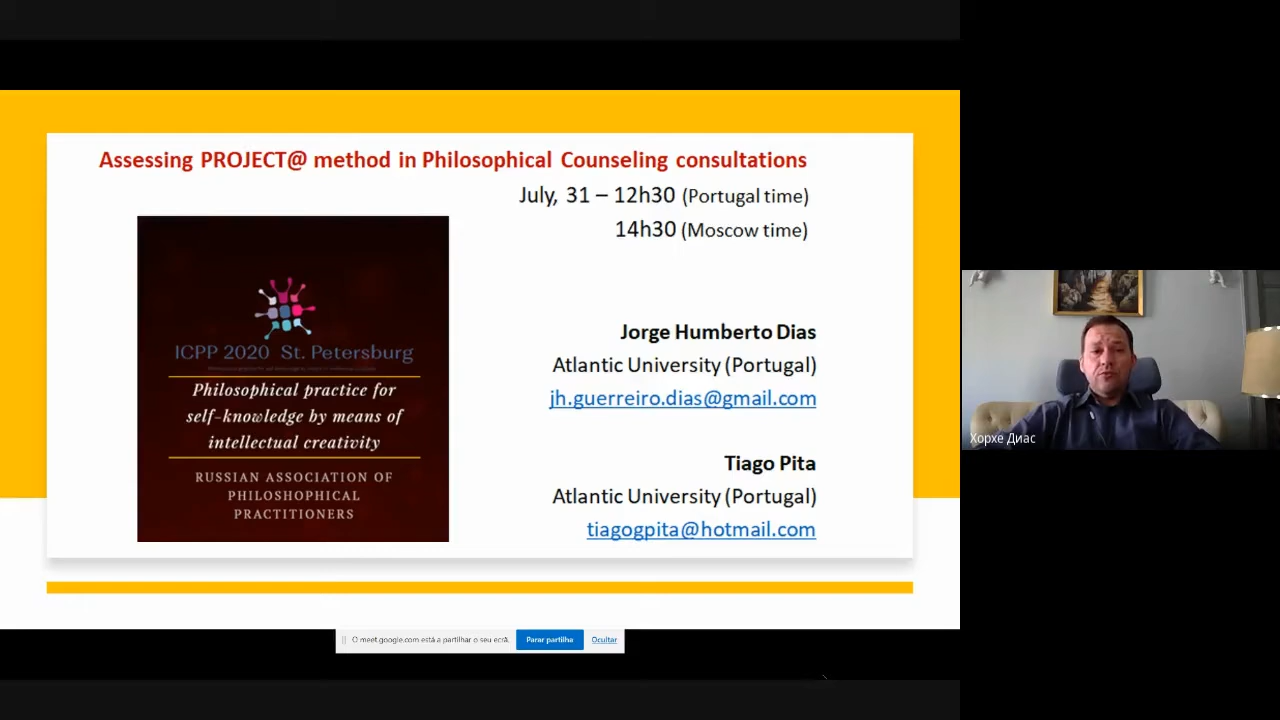 Assessing PROJECT@ method in Philosophical Counseling consultations
July, 31 – 12h30 (Portugal time)
14h30 (Moscow time)
ICPP 2020 St. Petersburg
Philosophical practice for
self-knowledge by means of
intellectual creativity
RUSSIAN ASSOCIATION OF
PHILOSHOPHICAL
PRACTITIONERS
Jorge Humberto Dias
Atlantic University (Portugal)
jh.guerreiro.dias@gmail.com
Tiago Pita
Atlantic University (Portugal)
tiagogpita@hotmail.com
Хорхе Диас
O meet.google.com está a partilhar o seu ecrã.
Parar partilha
Ocultar